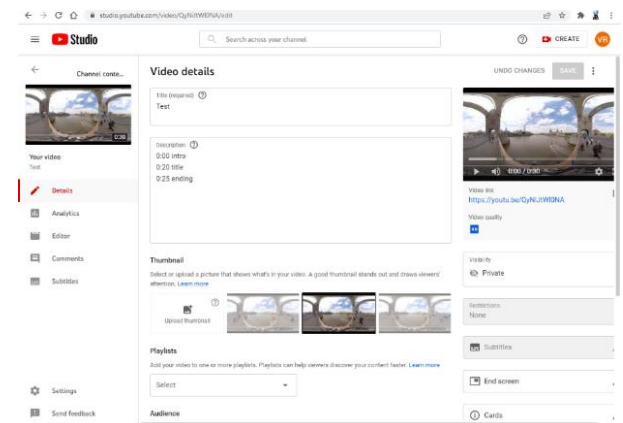 studio.youtube.com/video/QyNlJtWI0NA/edit
Studio
Search across your channel
CREATE
VB
Channel conte...
Video details
UNDO CHANGES
SAVE
0:30
Your video
Test
Details
Analytics
Editor
Comments
Subtitles
Settings
Send feedback
Title (required)
Test
Description
0:00 intro
0:20 title
0:25 ending
Thumbnail
Select or upload a picture that shows what's in your video. A good thumbnail stands out and draws viewers'
attention. Learn more
Upload thumbnail
Playlists
Add your video to one or more playlists. Playlists can help viewers discover your content faster. Learn more
Select
Audience
0:00 / 0:30
Video link
https://youtu.be/QyNlJtWI0NA
Video quality
Visibility
Private
Restrictions
None
Subtitles
End screen
Cards